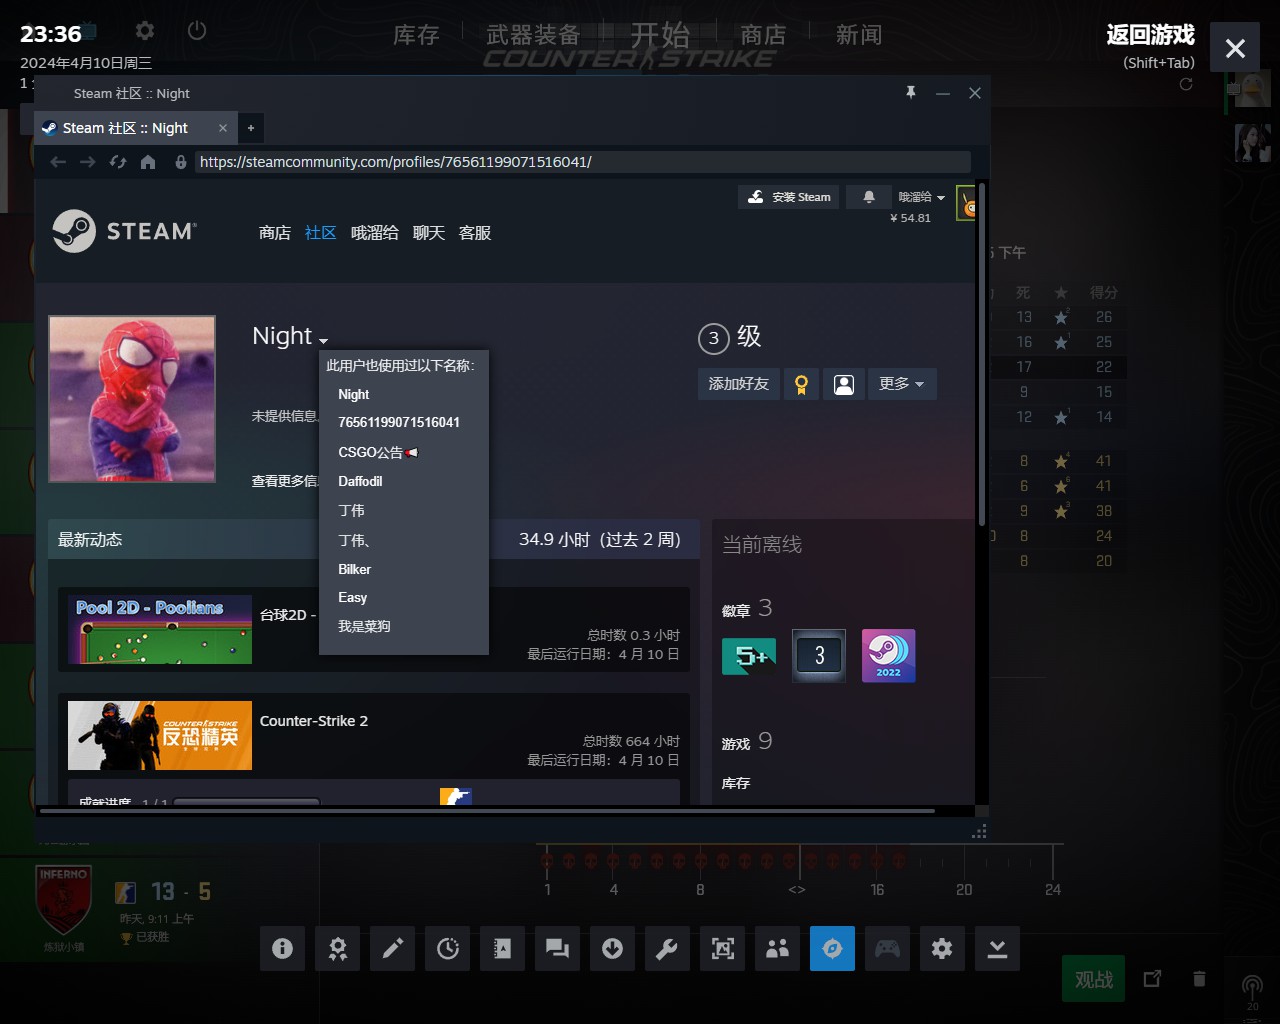 23:36
2024年4月10日周三
库存
武器装备
开始
商店
新闻
COUNTER STRIKE
返回游戏
(Shift+Tab)
Steam 社区 :: Night
Steam 社区 :: Night
https://steamcommunity.com/profiles/76561199071516041/
安装 Steam
哦溜给
¥ 54.81
STEAM
商店 社区 哦溜给 聊天 客服
Night
3 级
此用户也使用过以下名称:
Night
76561199071516041
CSGO公告
Daffodil
丁伟
丁伟、
Bilker
Easy
我是菜狗
添加好友
更多
未提供信息.
查看更多信
最新动态
34.9 小时（过去 2 周）
当前离线
Pool 2D - Poolians
台球2D -
总时数 0.3 小时
最后运行日期：4 月 10 日
徽章 3
5+
3
2022
COUNTER STRIKE
反恐精英
Counter-Strike 2
总时数 664 小时
最后运行日期：4 月 10 日
成就进度 1 / 1
游戏 9
库存
下午
死 得分
13 2 26
16 1 25
17 22
9 15
12 1 14
8 4 41
6 6 41
9 3 38
8 24
8 20
INFERNO
炼狱小镇
13 - 5
昨天, 9:11 上午
已获胜
1 4 8 <> 16 20 24
观战
20